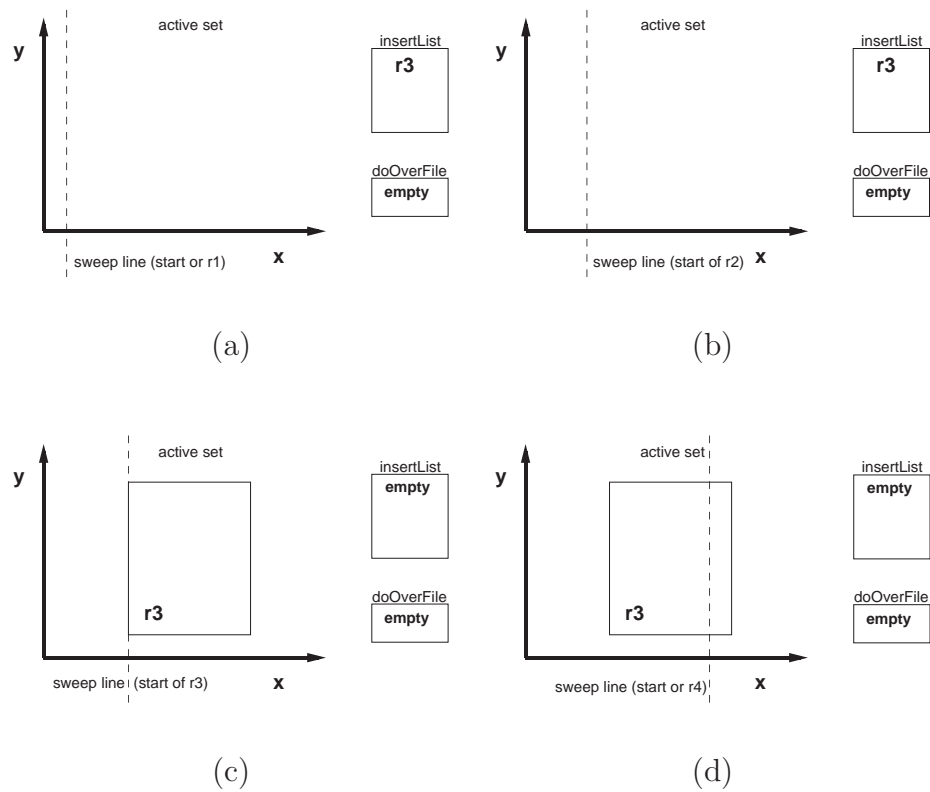 active set
y
insertList
r3
doOverFile
empty
sweep line (start or r1)
x
(a)
active set
y
insertList
r3
doOverFile
empty
sweep line (start of r2)
x
(b)
active set
y
insertList
empty
r3
doOverFile
empty
sweep line (start of r3)
x
(c)
active set
y
insertList
empty
r3
doOverFile
empty
sweep line (start or r4)
x
(d)